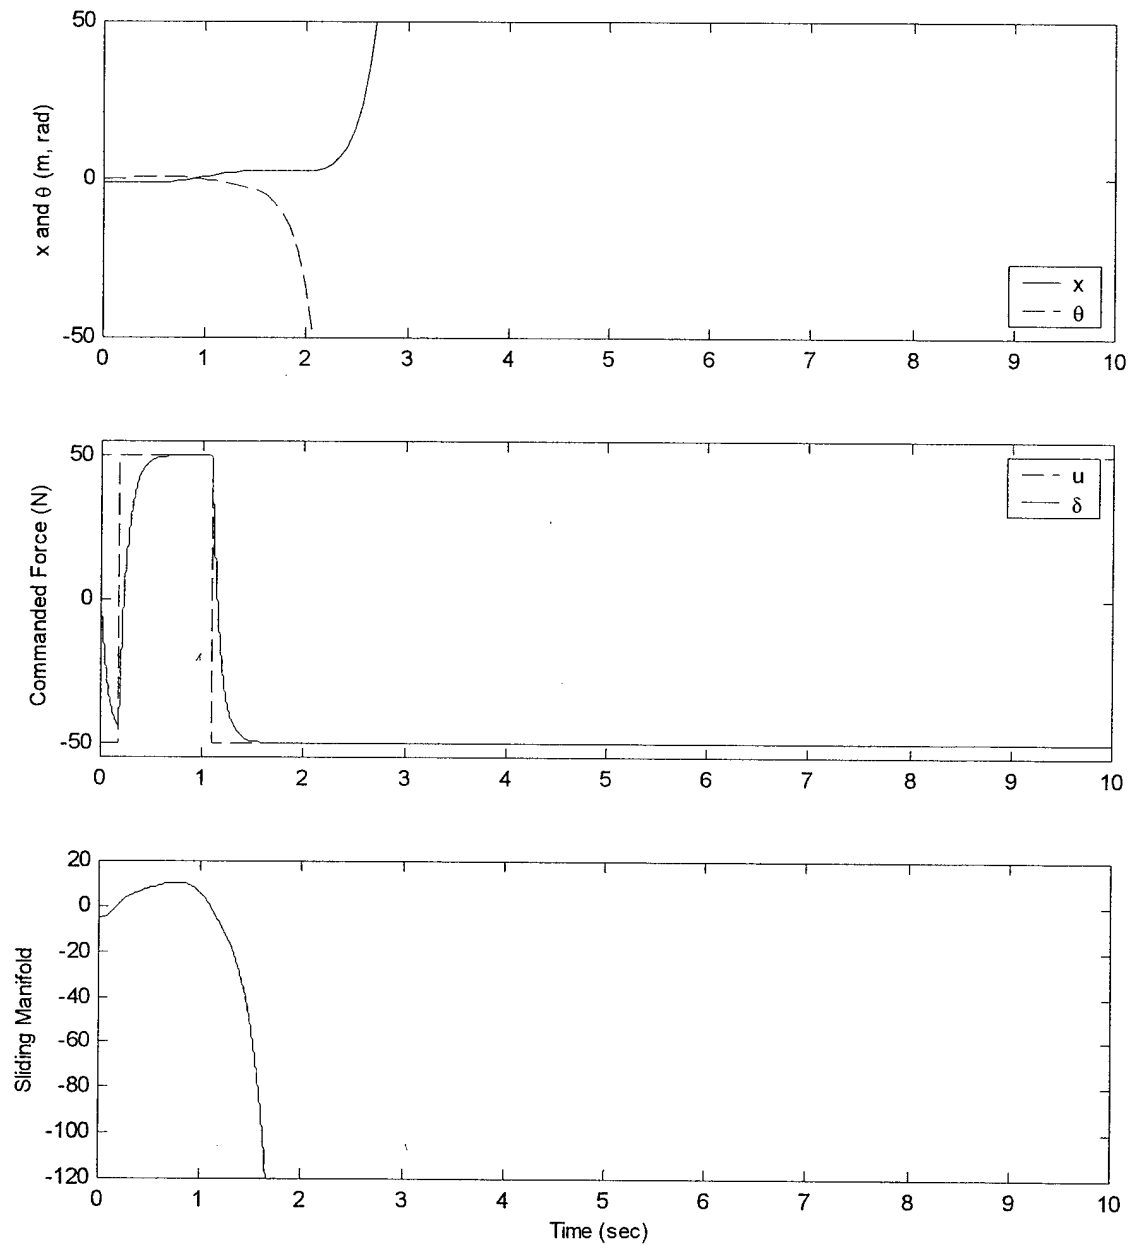 50
0
-50
x and θ (m, rad)
x
θ
0 1 2 3 4 5 6 7 8 9 10
50
0
-50
Commanded Force (N)
u
δ
0 1 2 3 4 5 6 7 8 9 10
20
0
-20
-40
-60
-80
-100
-120
Sliding Manifold
0 1 2 3 4 5 6 7 8 9 10
Time (sec)